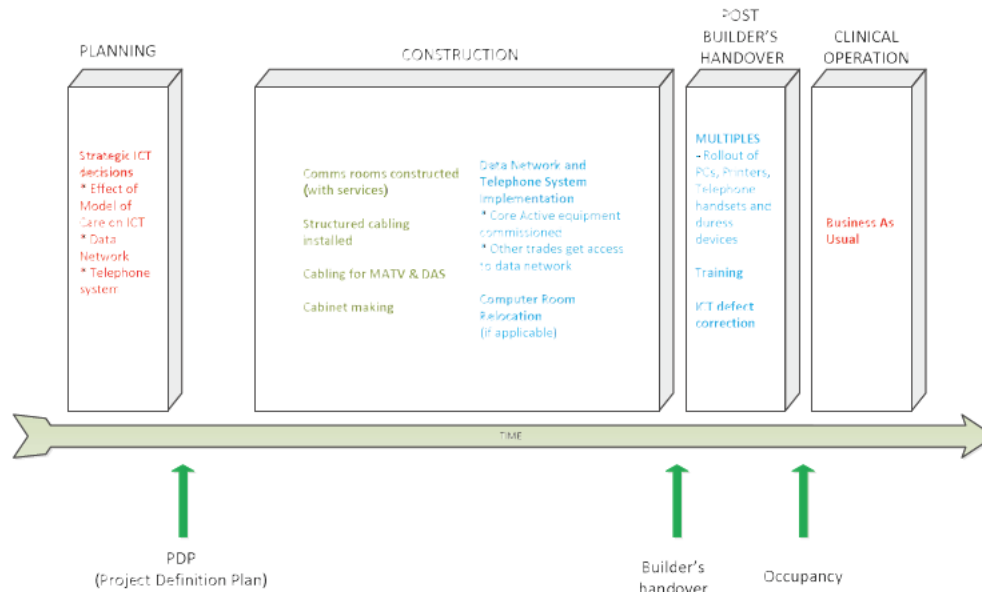 PLANNING
CONSTRUCTION
POST
BUILDER'S
HANDOVER
CLINICAL
OPERATION
Strategic ICT
decisions
* Effect of
Model of
Care on ICT
* Data
Network
* Telephone
system
Comms rooms constructed
(with services)
Structured cabling
installed
Cabling for MATV & DAS
Cabinet making
Data Network and
Telephone System
Implementation
* Core Active equipment
commissioned
* Other trades get access
to data network
Computer Room
Relocation
(if applicable)
MULTIPLES
- Rollout of
PCs, Printers,
Telephone
handsets and
duress
devices
Training
ICT defect
correction
Business As
Usual
TIME
PDP
(Project Definition Plan)
Builder's
handover
Occupancy